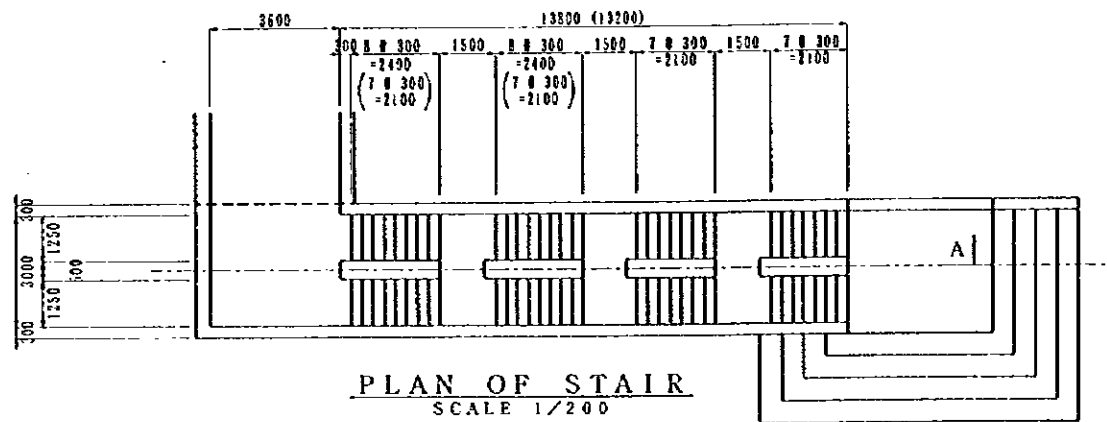 3600 13800 (13200)
300 8 @ 300 1500 8 @ 300 1500 7 @ 300 1500 7 @ 300
=2400 =2400 =2100 =2100
(7 @ 300 (7 @ 300
=2100) =2100)
300
1250
3000
500
1250
300
A
PLAN OF STAIR
SCALE 1/200